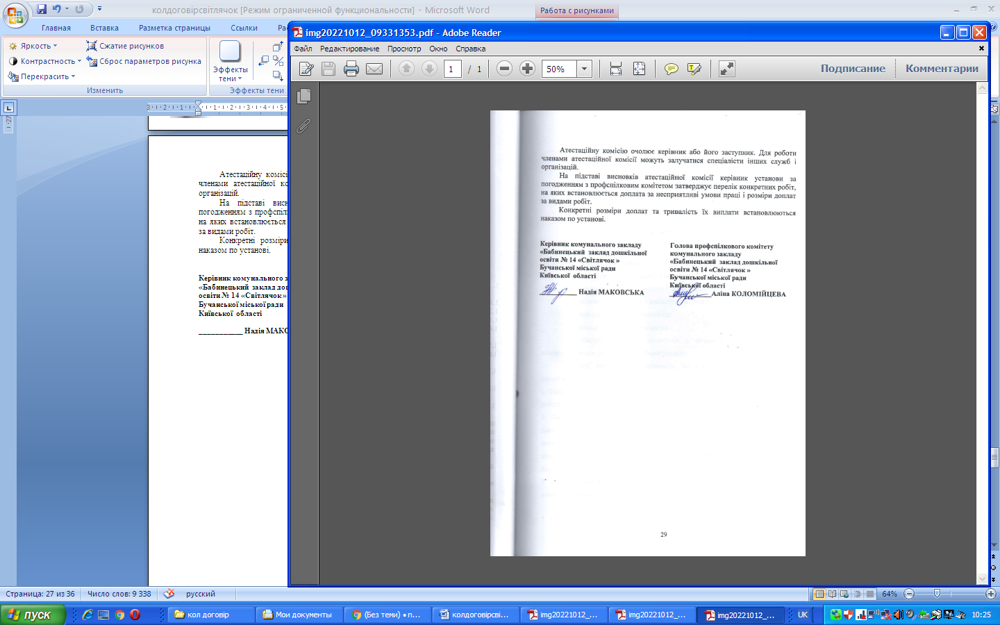 колдоговірсвітлячок [Режим ограниченной функциональности] - Microsoft Word
Работа с рисунками
Главная
Вставка
Разметка страницы
Ссылки
Яркость
Контрастность
Перекрасить
Сжатие рисунков
Сброс параметров рисунка
Изменить
Эффекты тени
Эффекты тени
img20221012_09331353.pdf - Adobe Reader
Файл Редактирование Просмотр Окно Справка
1 / 1
50%
Подписание
Комментарии
Атестаційну комісі
членами атестаційної ко
організацій.
На підставі висн
погодженням з профспіл
на яких встановлюється
за видами робіт.
Конкретні розміри
наказом по установі.
Керівник комунального з
«Бабинецький заклад дош
освіти № 14 «Світлячок »
Бучанської міської ради
Київської області
___________ Надія МАКО
Атестаційну комісію очолює керівник або його заступник. Для роботи
членами атестаційної комісії можуть залучатися спеціалісти інших служб і
організацій.
На підставі висновків атестаційної комісії керівник установи за
погодженням з профспілковим комітетом затверджує перелік конкретних робіт,
на яких встановлюється доплата за несприятливі умови праці і розміри доплат
за видами робіт.
Конкретні розміри доплат та тривалість їх виплати встановлюються
наказом по установі.
Керівник комунального закладу
«Бабинецький заклад дошкільної
освіти № 14 «Світлячок »
Бучанської міської ради
Київської області
Надія МАКОВСЬКА
Голова профспілкового комітету
комунального закладу
«Бабинецький заклад дошкільної
освіти № 14 «Світлячок »
Бучанської міської ради
Київської області
Аліна КОЛОМІЙЦЕВА
29
Страница: 27 из 36
Число слов: 9 338
русский
64%
пуск
кол договір
Мои документы
(Без теми) • п...
колдоговірсві...
img20221012_...
img20221012_...
img20221012_...
UK
10:25